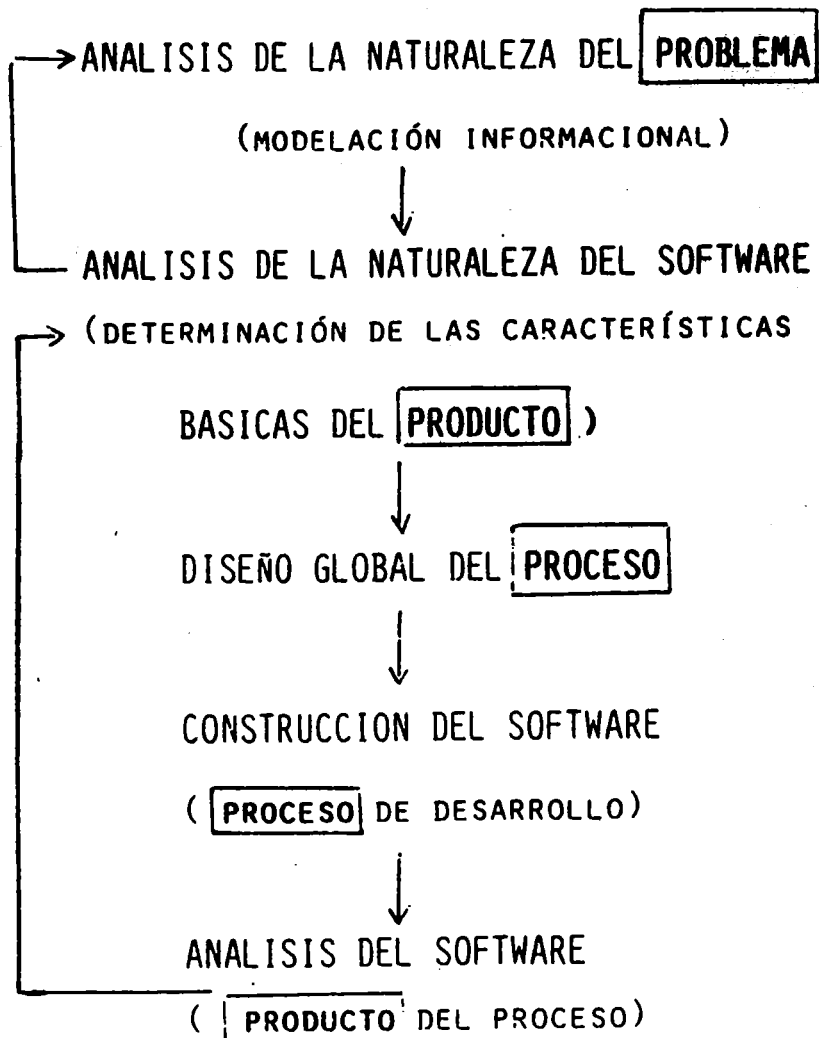 ANALISIS DE LA NATURALEZA DEL PROBLEMA
(MODELACIÓN INFORMACIONAL)
ANALISIS DE LA NATURALEZA DEL SOFTWARE
(DETERMINACIÓN DE LAS CARACTERÍSTICAS
BASICAS DEL PRODUCTO)
DISEÑO GLOBAL DEL PROCESO
CONSTRUCCION DEL SOFTWARE
(PROCESO DE DESARROLLO)
ANALISIS DEL SOFTWARE
(PRODUCTO DEL PROCESO)